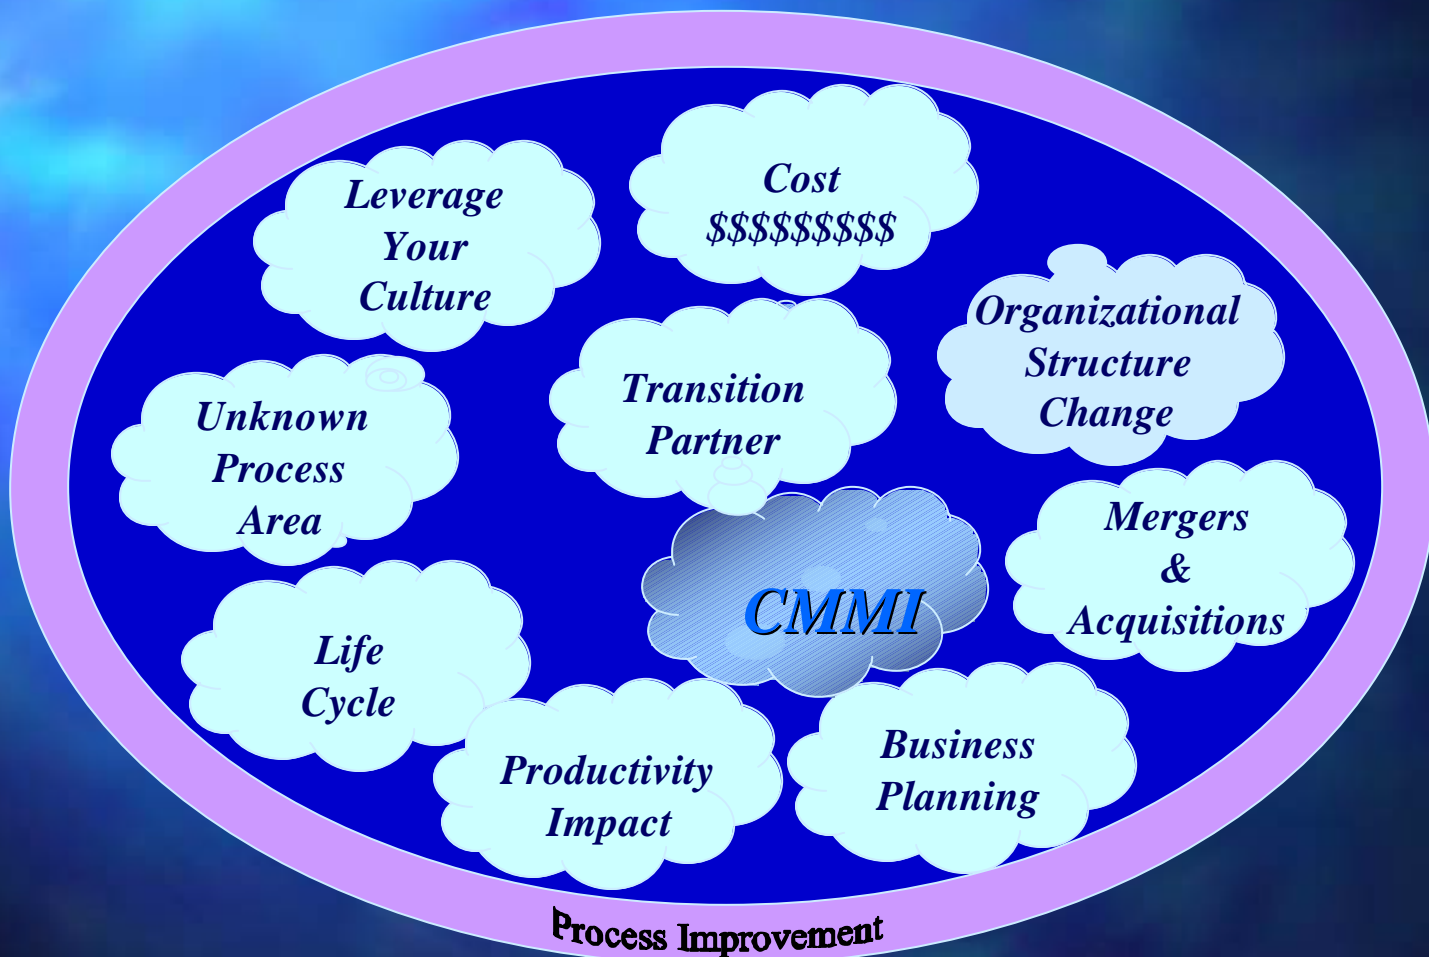 Cost
$$$$$$$$$
Leverage
Your
Culture
Organizational
Structure
Change
Transition
Partner
Unknown
Process
Area
Mergers
&
Acquisitions
CMMI
Life
Cycle
Business
Planning
Productivity
Impact
Process Improvement